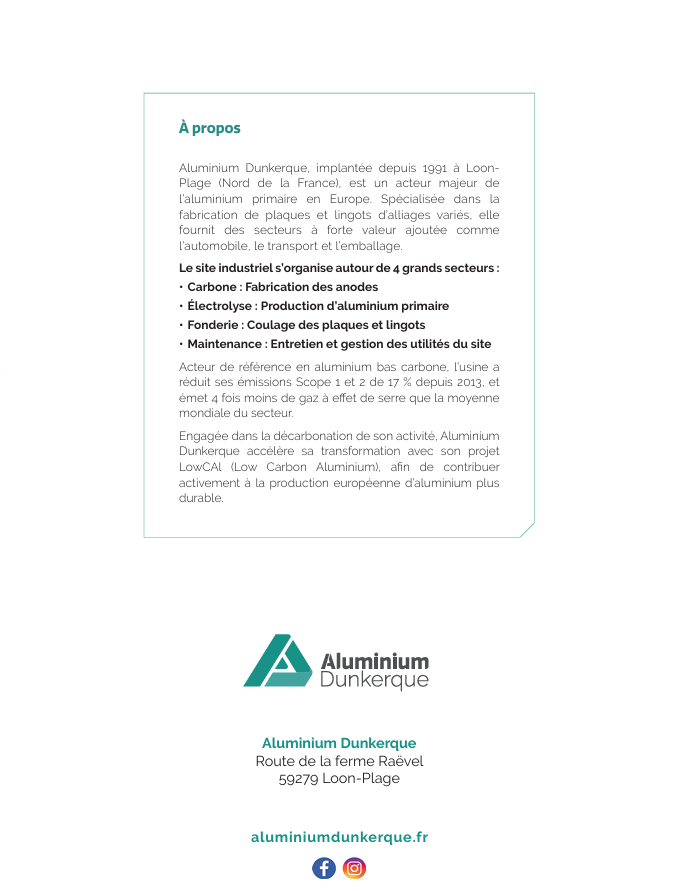 À propos
Aluminium Dunkerque, implantée depuis 1991 à Loon-
Plage (Nord de la France), est un acteur majeur de
l'aluminium primaire en Europe. Spécialisée dans la
fabrication de plaques et lingots d'alliages variés, elle
fournit des secteurs à forte valeur ajoutée comme
l'automobile, le transport et l'emballage.
Le site industriel s'organise autour de 4 grands secteurs :
• Carbone : Fabrication des anodes
• Électrolyse : Production d'aluminium primaire
• Fonderie : Coulage des plaques et lingots
• Maintenance : Entretien et gestion des utilités du site
Acteur de référence en aluminium bas carbone, l'usine a
réduit ses émissions Scope 1 et 2 de 17 % depuis 2013, et
émet 4 fois moins de gaz à effet de serre que la moyenne
mondiale du secteur.
Engagée dans la décarbonation de son activité, Aluminium
Dunkerque accélère sa transformation avec son projet
LowCAl (Low Carbon Aluminium), afin de contribuer
activement à la production européenne d'aluminium plus
durable.
Aluminium
Dunkerque
Aluminium Dunkerque
Route de la ferme Raëvel
59279 Loon-Plage
aluminiumdunkerque.fr